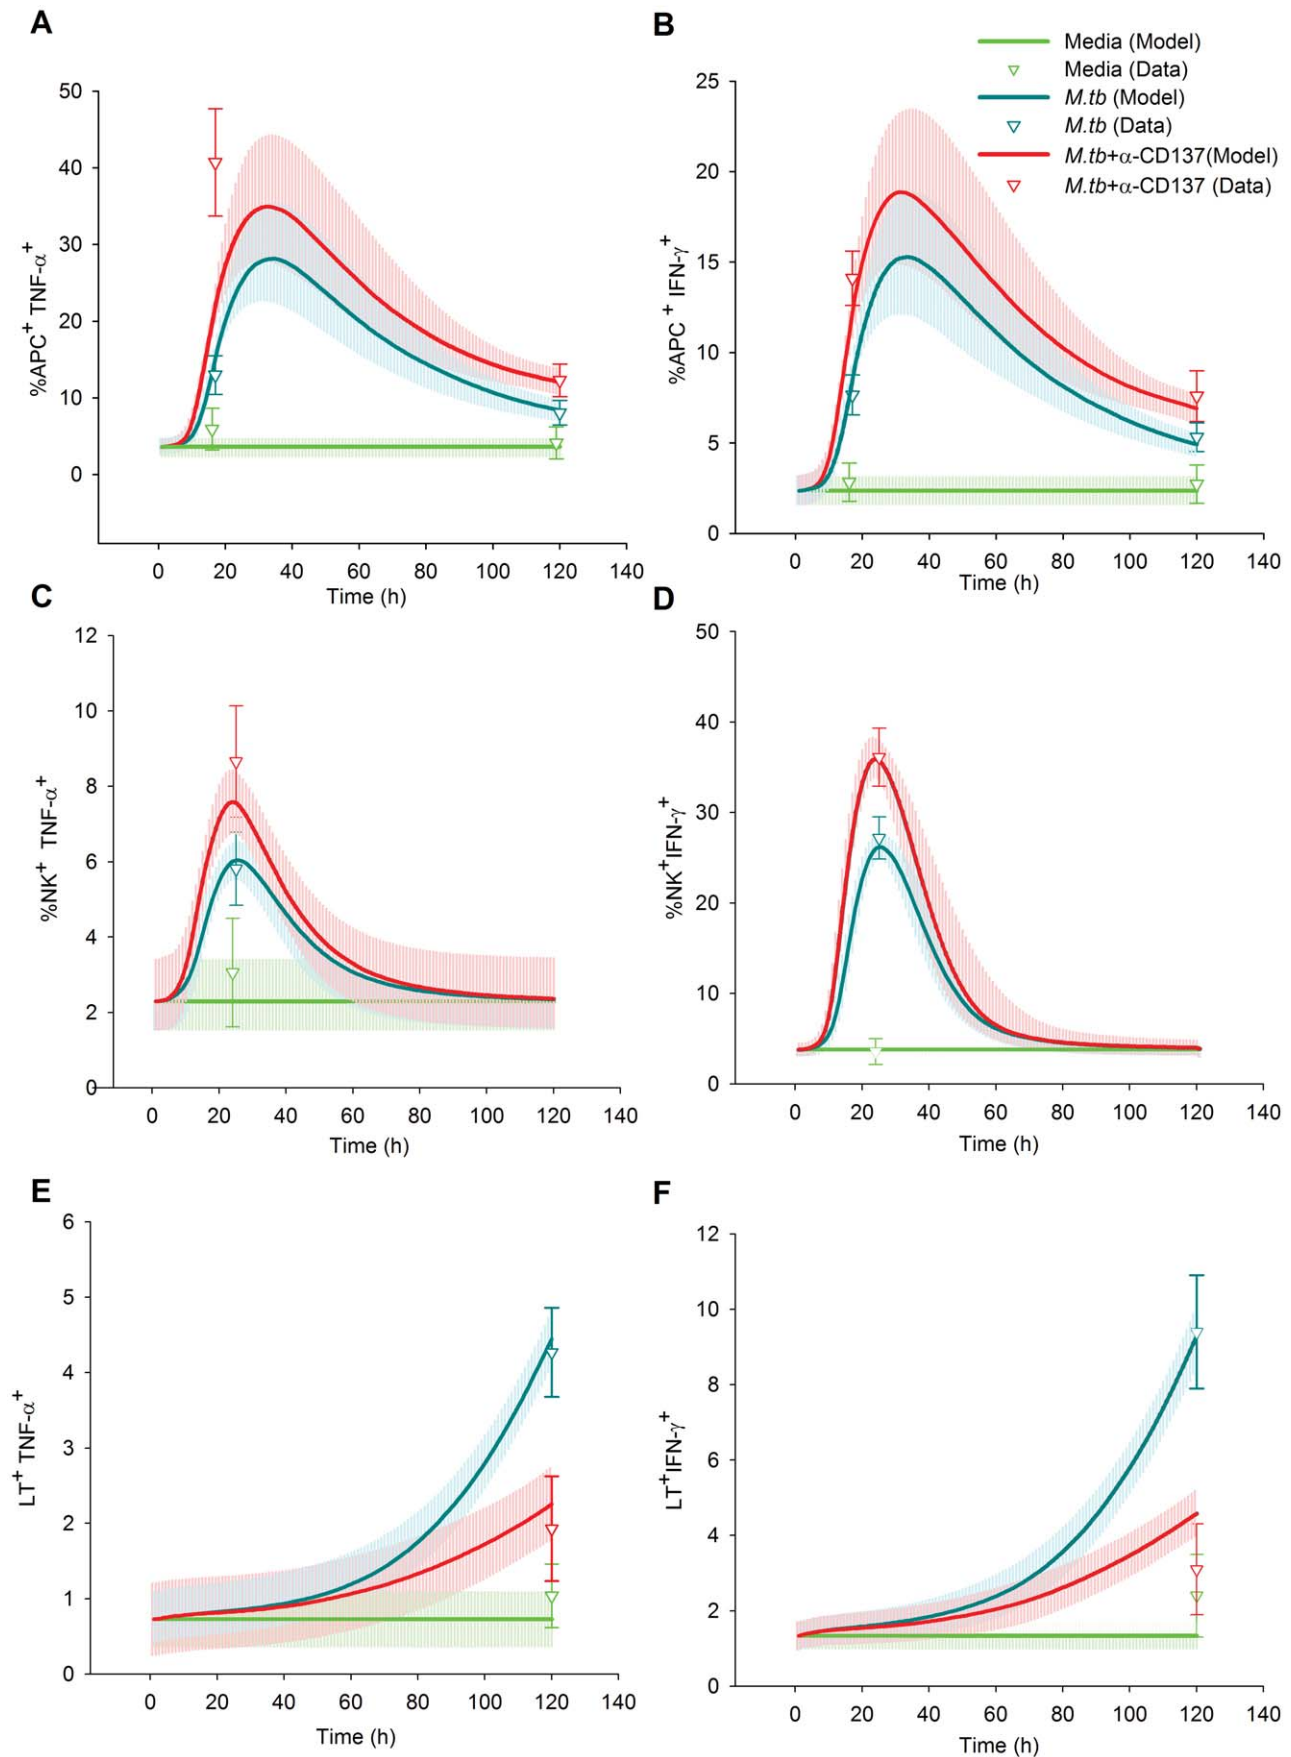 A
50
40
30
20
10
0
%APC⁺ TNF-α⁺
0 20 40 60 80 100 120 140
Time (h)
B
Media (Model)
Media (Data)
M.tb (Model)
M.tb (Data)
M.tb+α-CD137(Model)
M.tb+α-CD137 (Data)
25
20
15
10
5
0
%APC ⁺ IFN-γ⁺
0 20 40 60 80 100 120 140
Time (h)
C
12
10
8
6
4
2
0
%NK⁺ TNF-α⁺
0 20 40 60 80 100 120 140
Time (h)
D
50
40
30
20
10
0
%NK⁺IFN-γ⁺
0 20 40 60 80 100 120 140
Time (h)
E
6
5
4
3
2
1
0
LT⁺ TNF-α⁺
0 20 40 60 80 100 120 140
Time (h)
F
12
10
8
6
4
2
0
LT⁺IFN-γ⁺
0 20 40 60 80 100 120 140
Time (h)